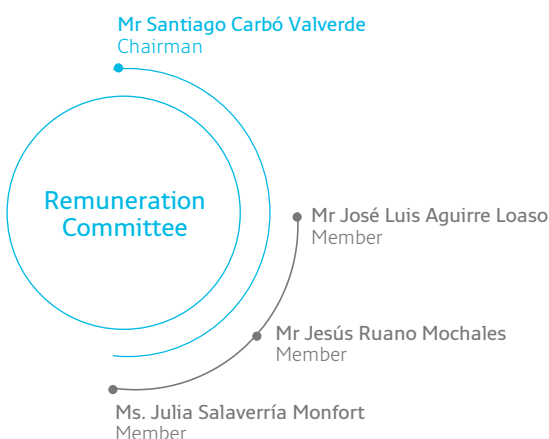 Mr Santiago Carbó Valverde
Chairman
Remuneration
Committee
Mr José Luis Aguirre Loaso
Member
Mr Jesús Ruano Mochales
Member
Ms. Julia Salaverría Monfort
Member